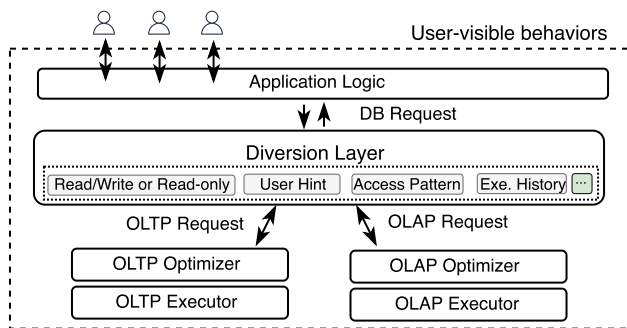 User-visible behaviors
Application Logic
DB Request
Diversion Layer
Read/Write or Read-only User Hint Access Pattern Exe. History ...
OLTP Request OLAP Request
OLTP Optimizer OLAP Optimizer
OLTP Executor OLAP Executor